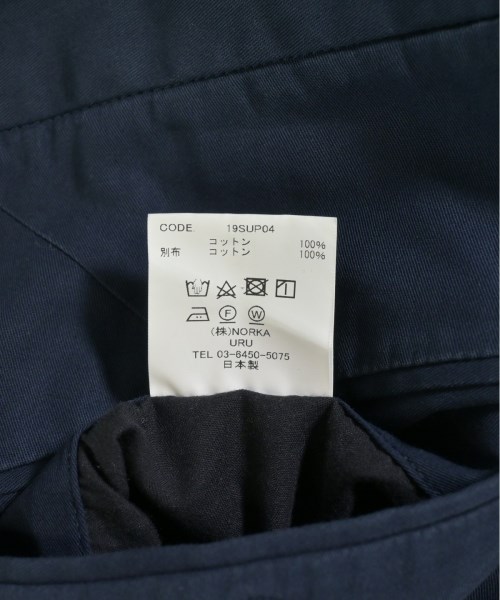 CODE 19SUP04
コットン 100%
別布 コットン 100%
F W
(株)NORKA
URU
TEL 03-6450-5075
日本製